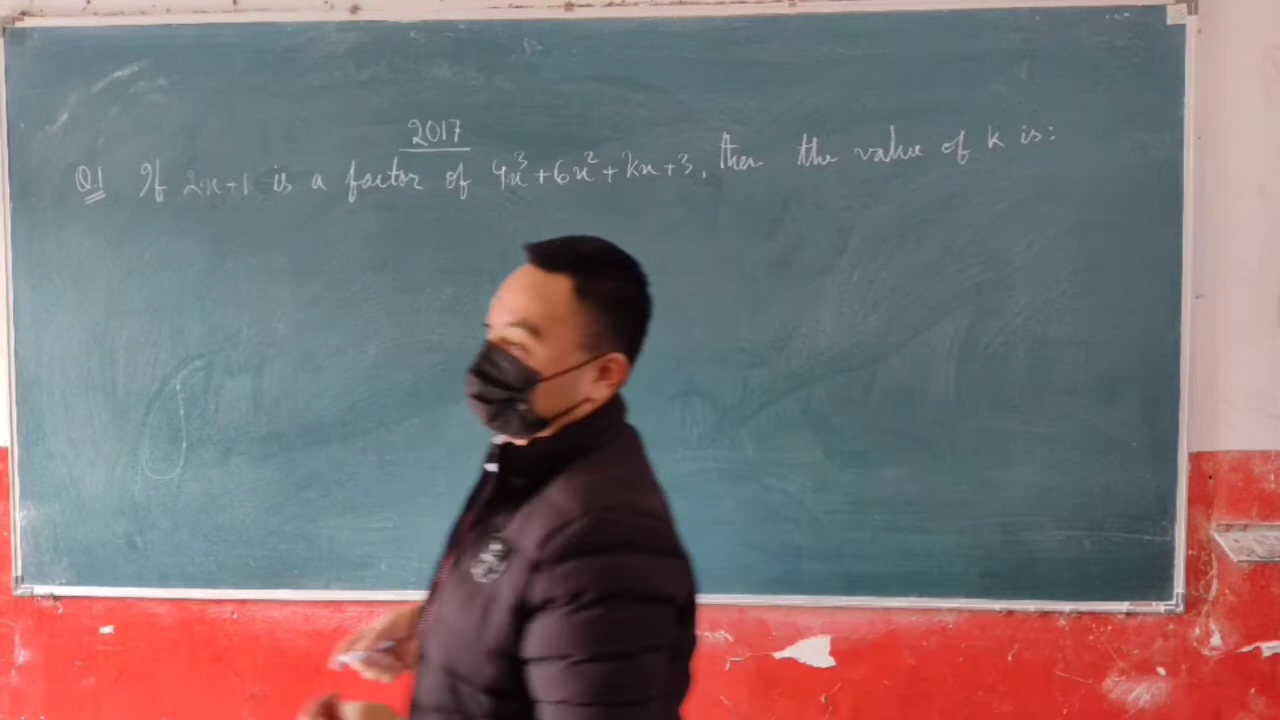 2017
Q1 If 2x+1 is a factor of 4x³+6x²+kx+3, then the value of k is: